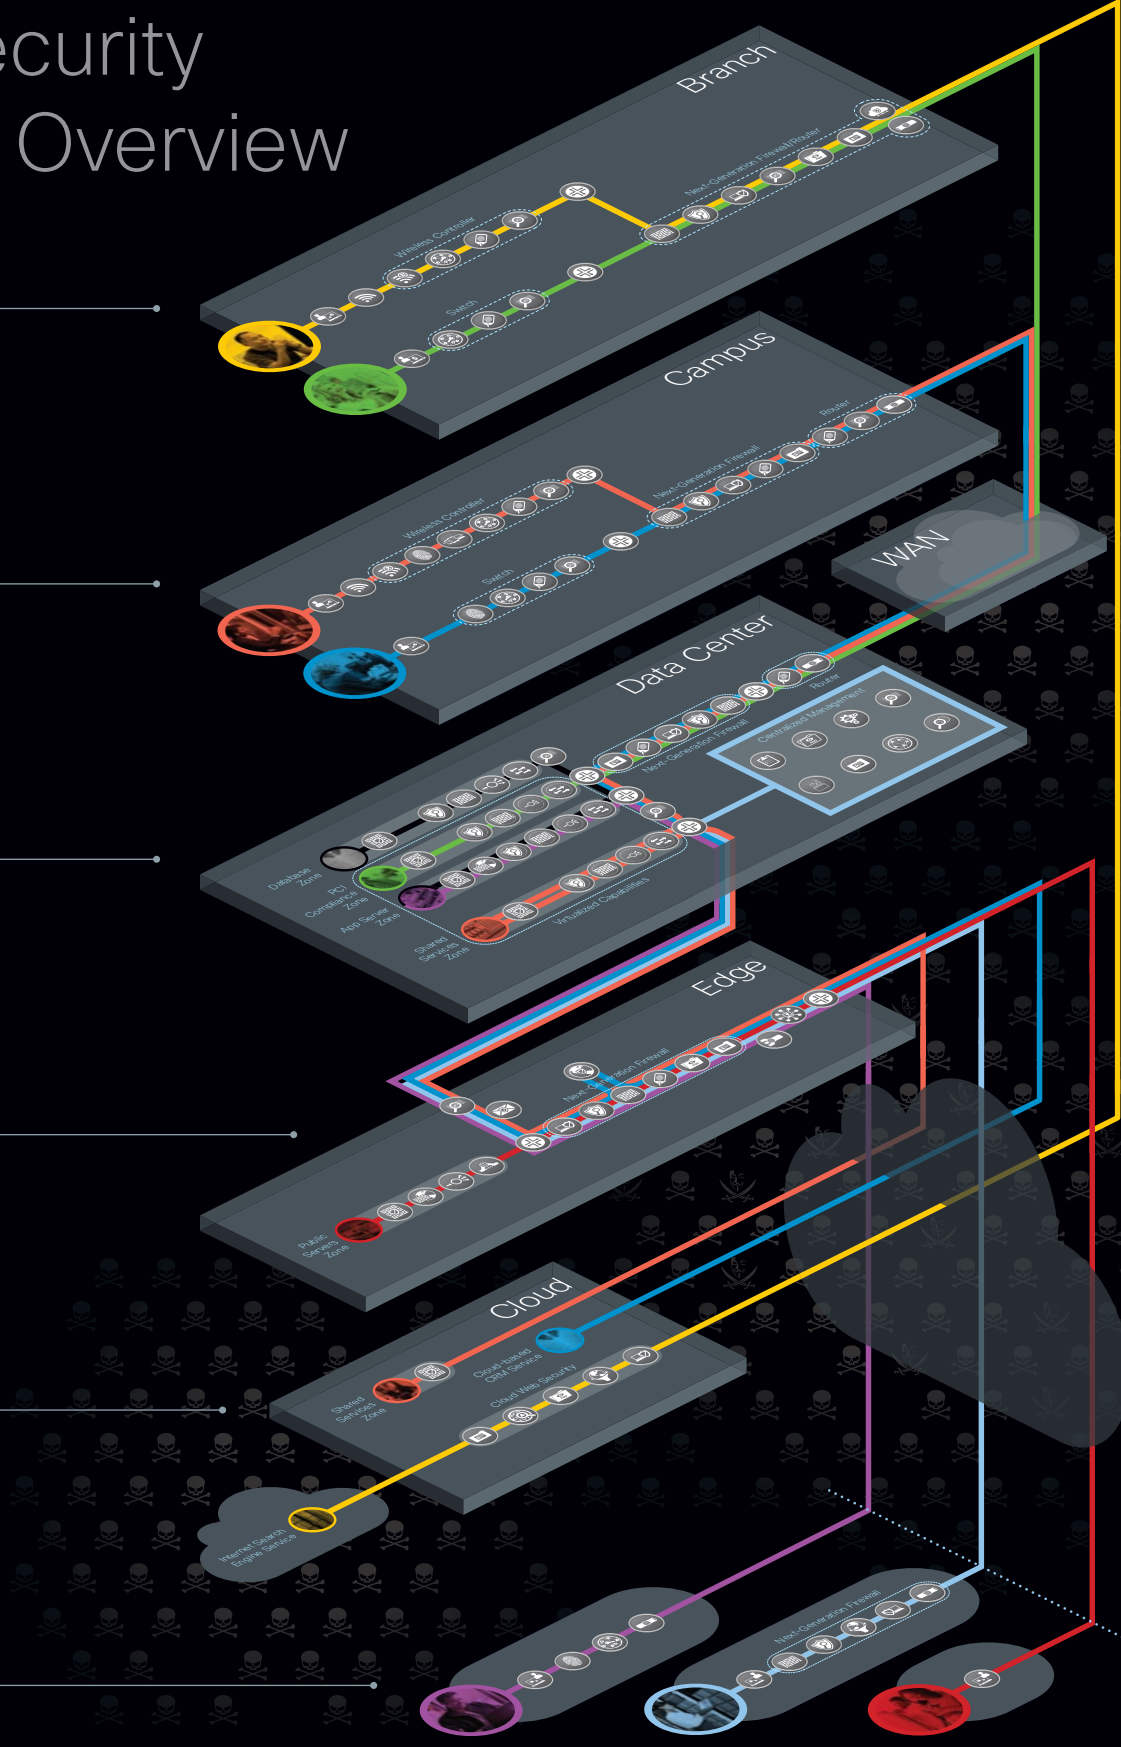 ecurity
Overview
Branch
Next-Generation Firewall/Router
Wireless Controller
Switch
Campus
Router
Next-Generation Firewall
Wireless Controller
Switch
WAN
Data Center
Router
Centralized Management
Next-Generation Firewall
Database
Zone
PCI
Compliance
Zone
App Server
Zone
Shared
Services
Zone
Virtualized Capabilities
Edge
Next-Generation Firewall
Public
Servers
Zone
Cloud
Cloud-based
CRM Service
Shared
Services
Zone
Cloud Web Security
Internet Search
Engine Service
Next-Generation Firewall